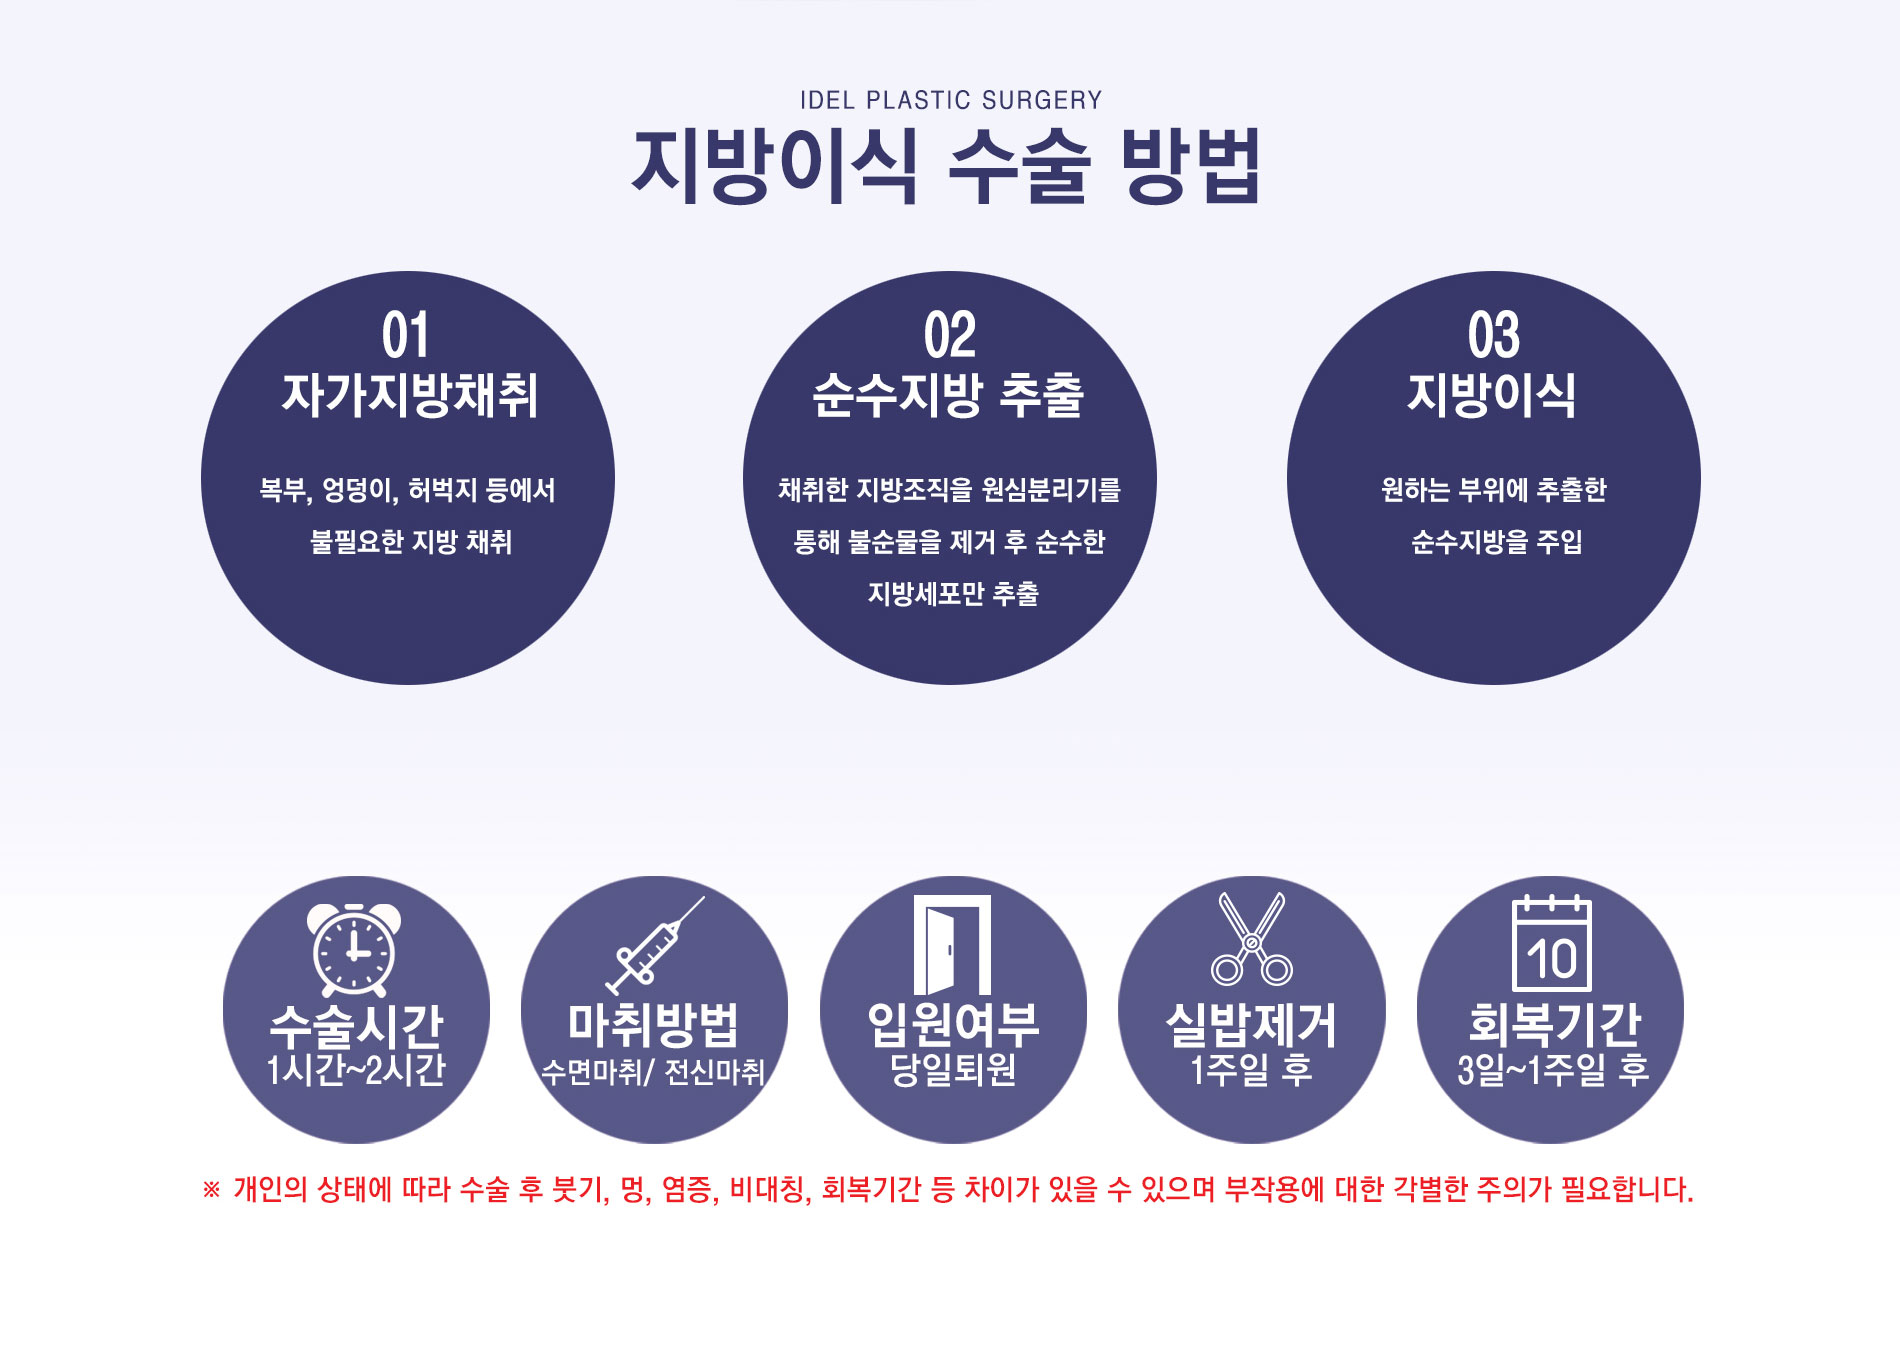 IDEL PLASTIC SURGERY
지방이식 수술 방법
01
자가지방채취
복부, 엉덩이, 허벅지 등에서
불필요한 지방 채취
02
순수지방 추출
채취한 지방조직을 원심분리기를
통해 불순물을 제거 후 순수한
지방세포만 추출
03
지방이식
원하는 부위에 추출한
순수지방을 주입
수술시간
1시간~2시간
마취방법
수면마취/ 전신마취
입원여부
당일퇴원
실밥제거
1주일 후
10
회복기간
3일~1주일 후
※ 개인의 상태에 따라 수술 후 붓기, 멍, 염증, 비대칭, 회복기간 등 차이가 있을 수 있으며 부작용에 대한 각별한 주의가 필요합니다.